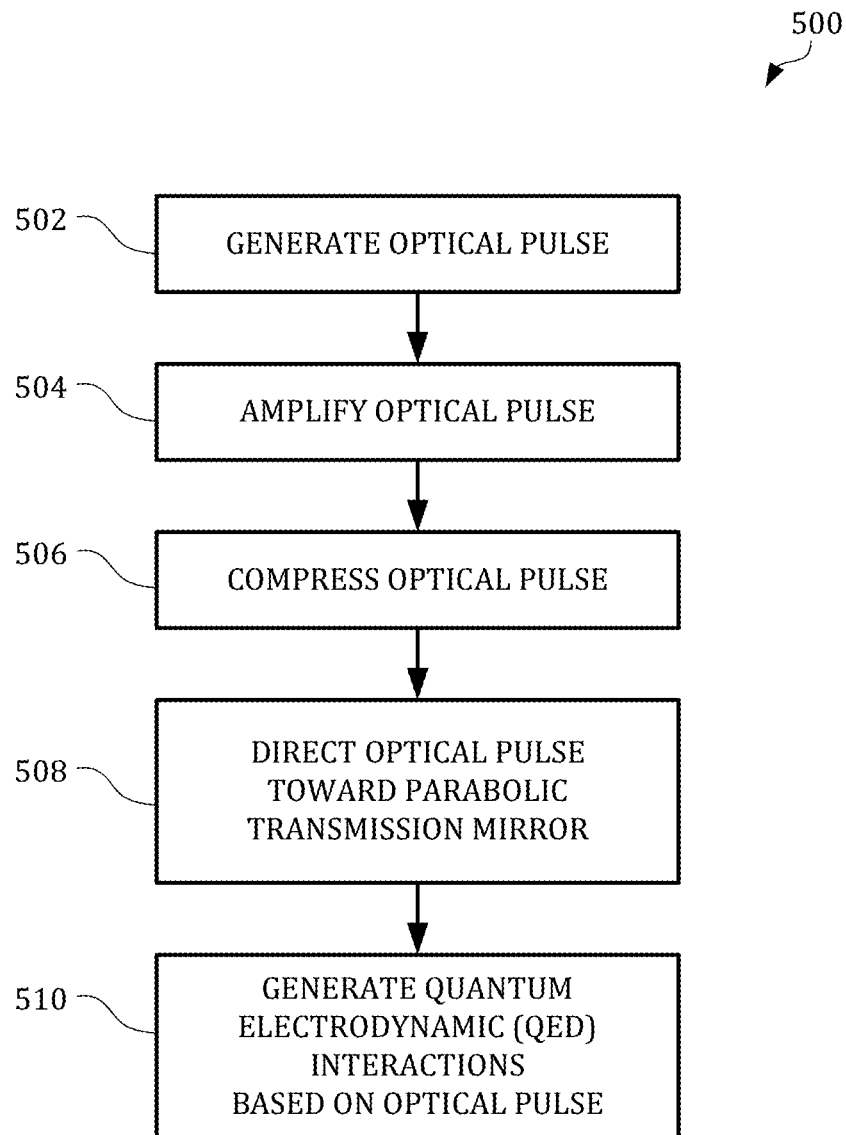 500
502
GENERATE OPTICAL PULSE
504
AMPLIFY OPTICAL PULSE
506
COMPRESS OPTICAL PULSE
508
DIRECT OPTICAL PULSE
TOWARD PARABOLIC
TRANSMISSION MIRROR
510
GENERATE QUANTUM
ELECTRODYNAMIC (QED)
INTERACTIONS
BASED ON OPTICAL PULSE